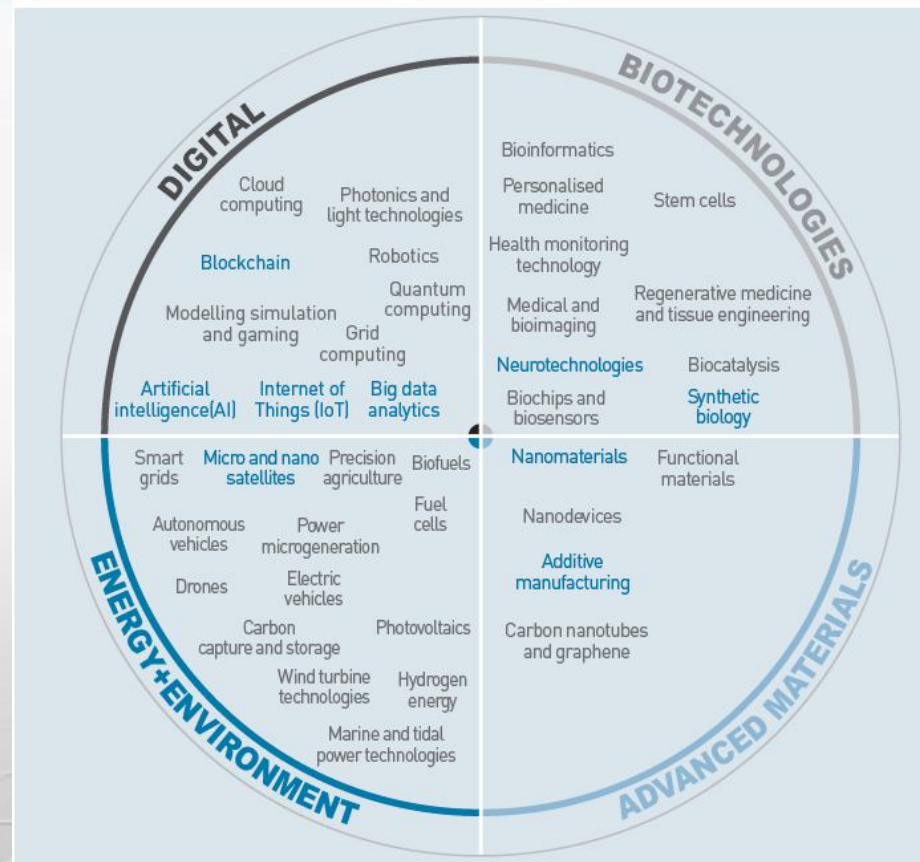 DIGITAL
Cloud
computing
Photonics and
light technologies
Blockchain
Robotics
Quantum
computing
Modelling simulation
and gaming
Grid
computing
Artificial
intelligence(AI)
Internet of
Things (IoT)
Big data
analytics
BIOTECHNOLOGIES
Bioinformatics
Personalised
medicine
Stem cells
Health monitoring
technology
Medical and
bioimaging
Regenerative medicine
and tissue engineering
Neurotechnologies
Biocatalysis
Biochips and
biosensors
Synthetic
biology
ENERGY+ENVIRONMENT
Smart
grids
Micro and nano
satellites
Precision
agriculture
Biofuels
Fuel
cells
Autonomous
vehicles
Power
microgeneration
Drones
Electric
vehicles
Carbon
capture and storage
Photovoltaics
Wind turbine
technologies
Hydrogen
energy
Marine and tidal
power technologies
ADVANCED MATERIALS
Nanomaterials
Functional
materials
Nanodevices
Additive
manufacturing
Carbon nanotubes
and graphene